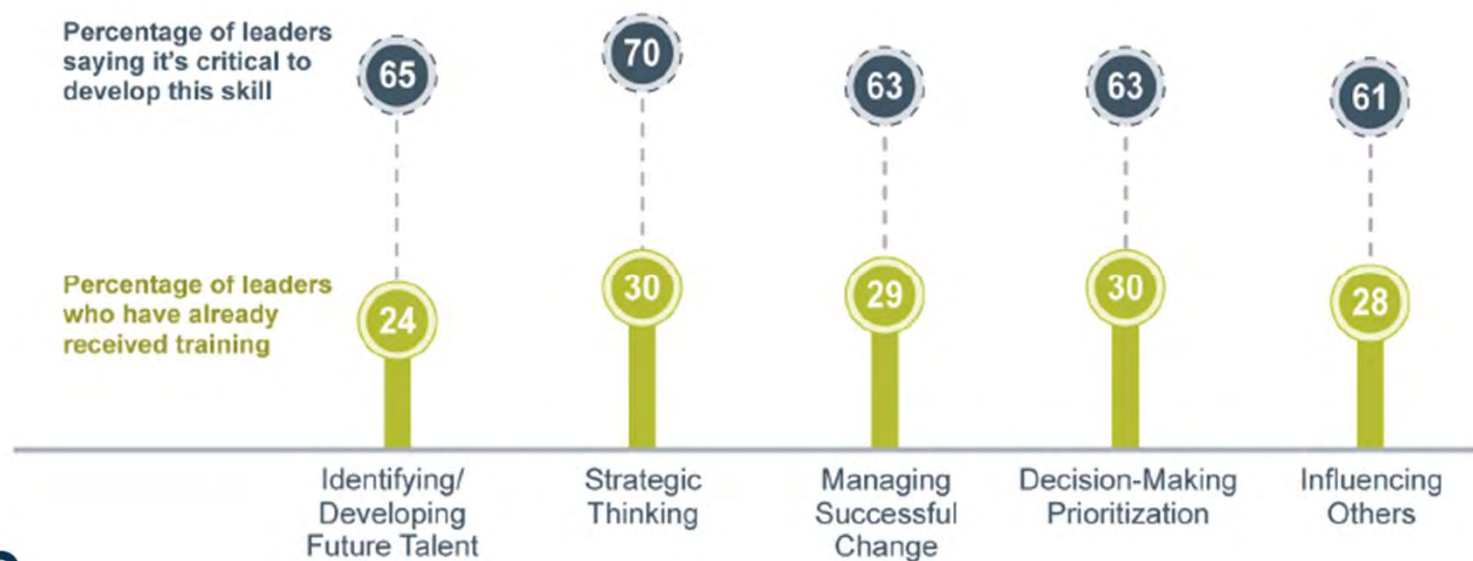 Percentage of leaders
saying it's critical to
develop this skill
65
70
63
63
61
Percentage of leaders
who have already
received training
24
30
29
30
28
Identifying/
Developing
Future Talent
Strategic
Thinking
Managing
Successful
Change
Decision-Making
Prioritization
Influencing
Others